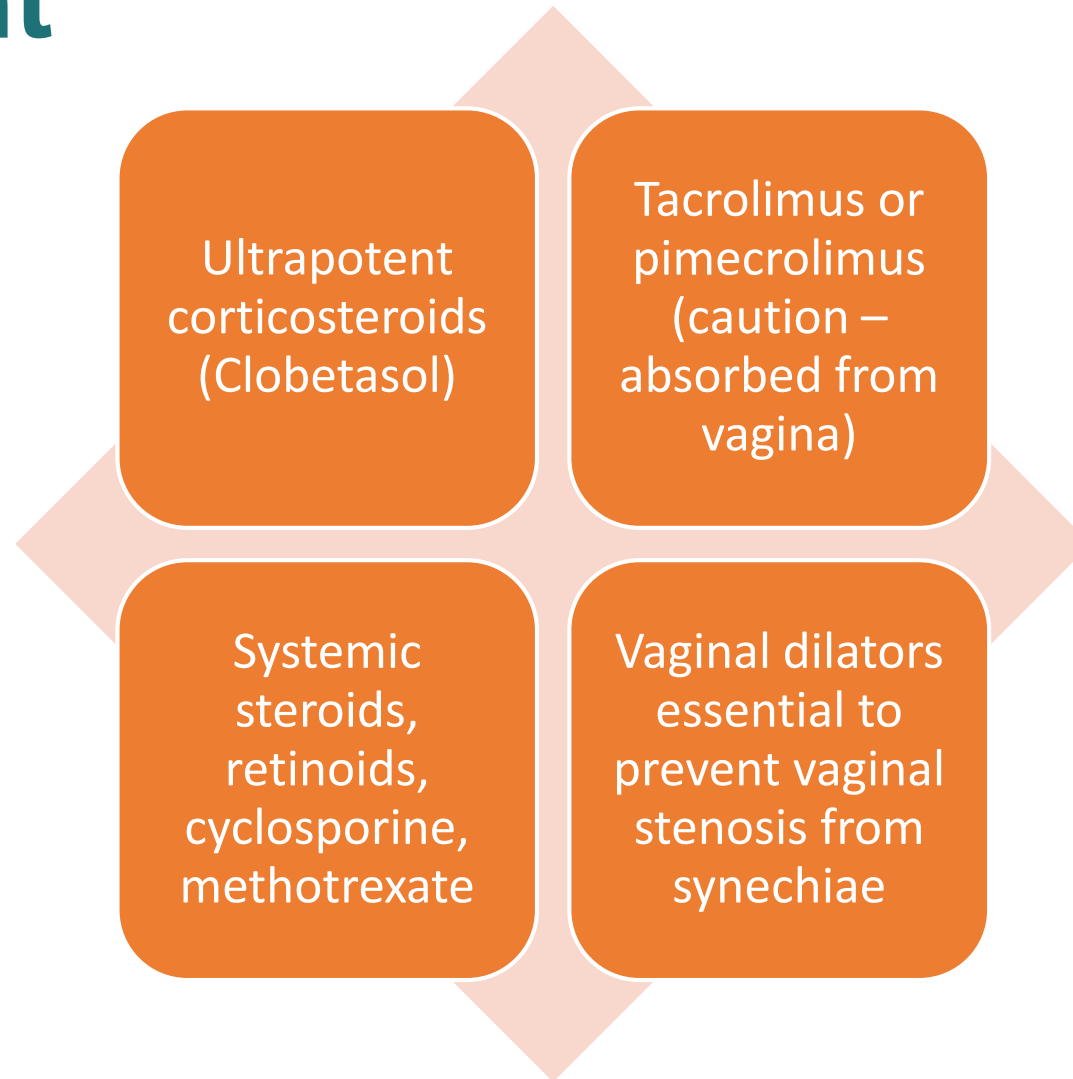 Ultrapotent
corticosteroids
(Clobetasol)
Tacrolimus or
pimecrolimus
(caution –
absorbed from
vagina)
Systemic
steroids,
retinoids,
cyclosporine,
methotrexate
Vaginal dilators
essential to
prevent vaginal
stenosis from
synechiae